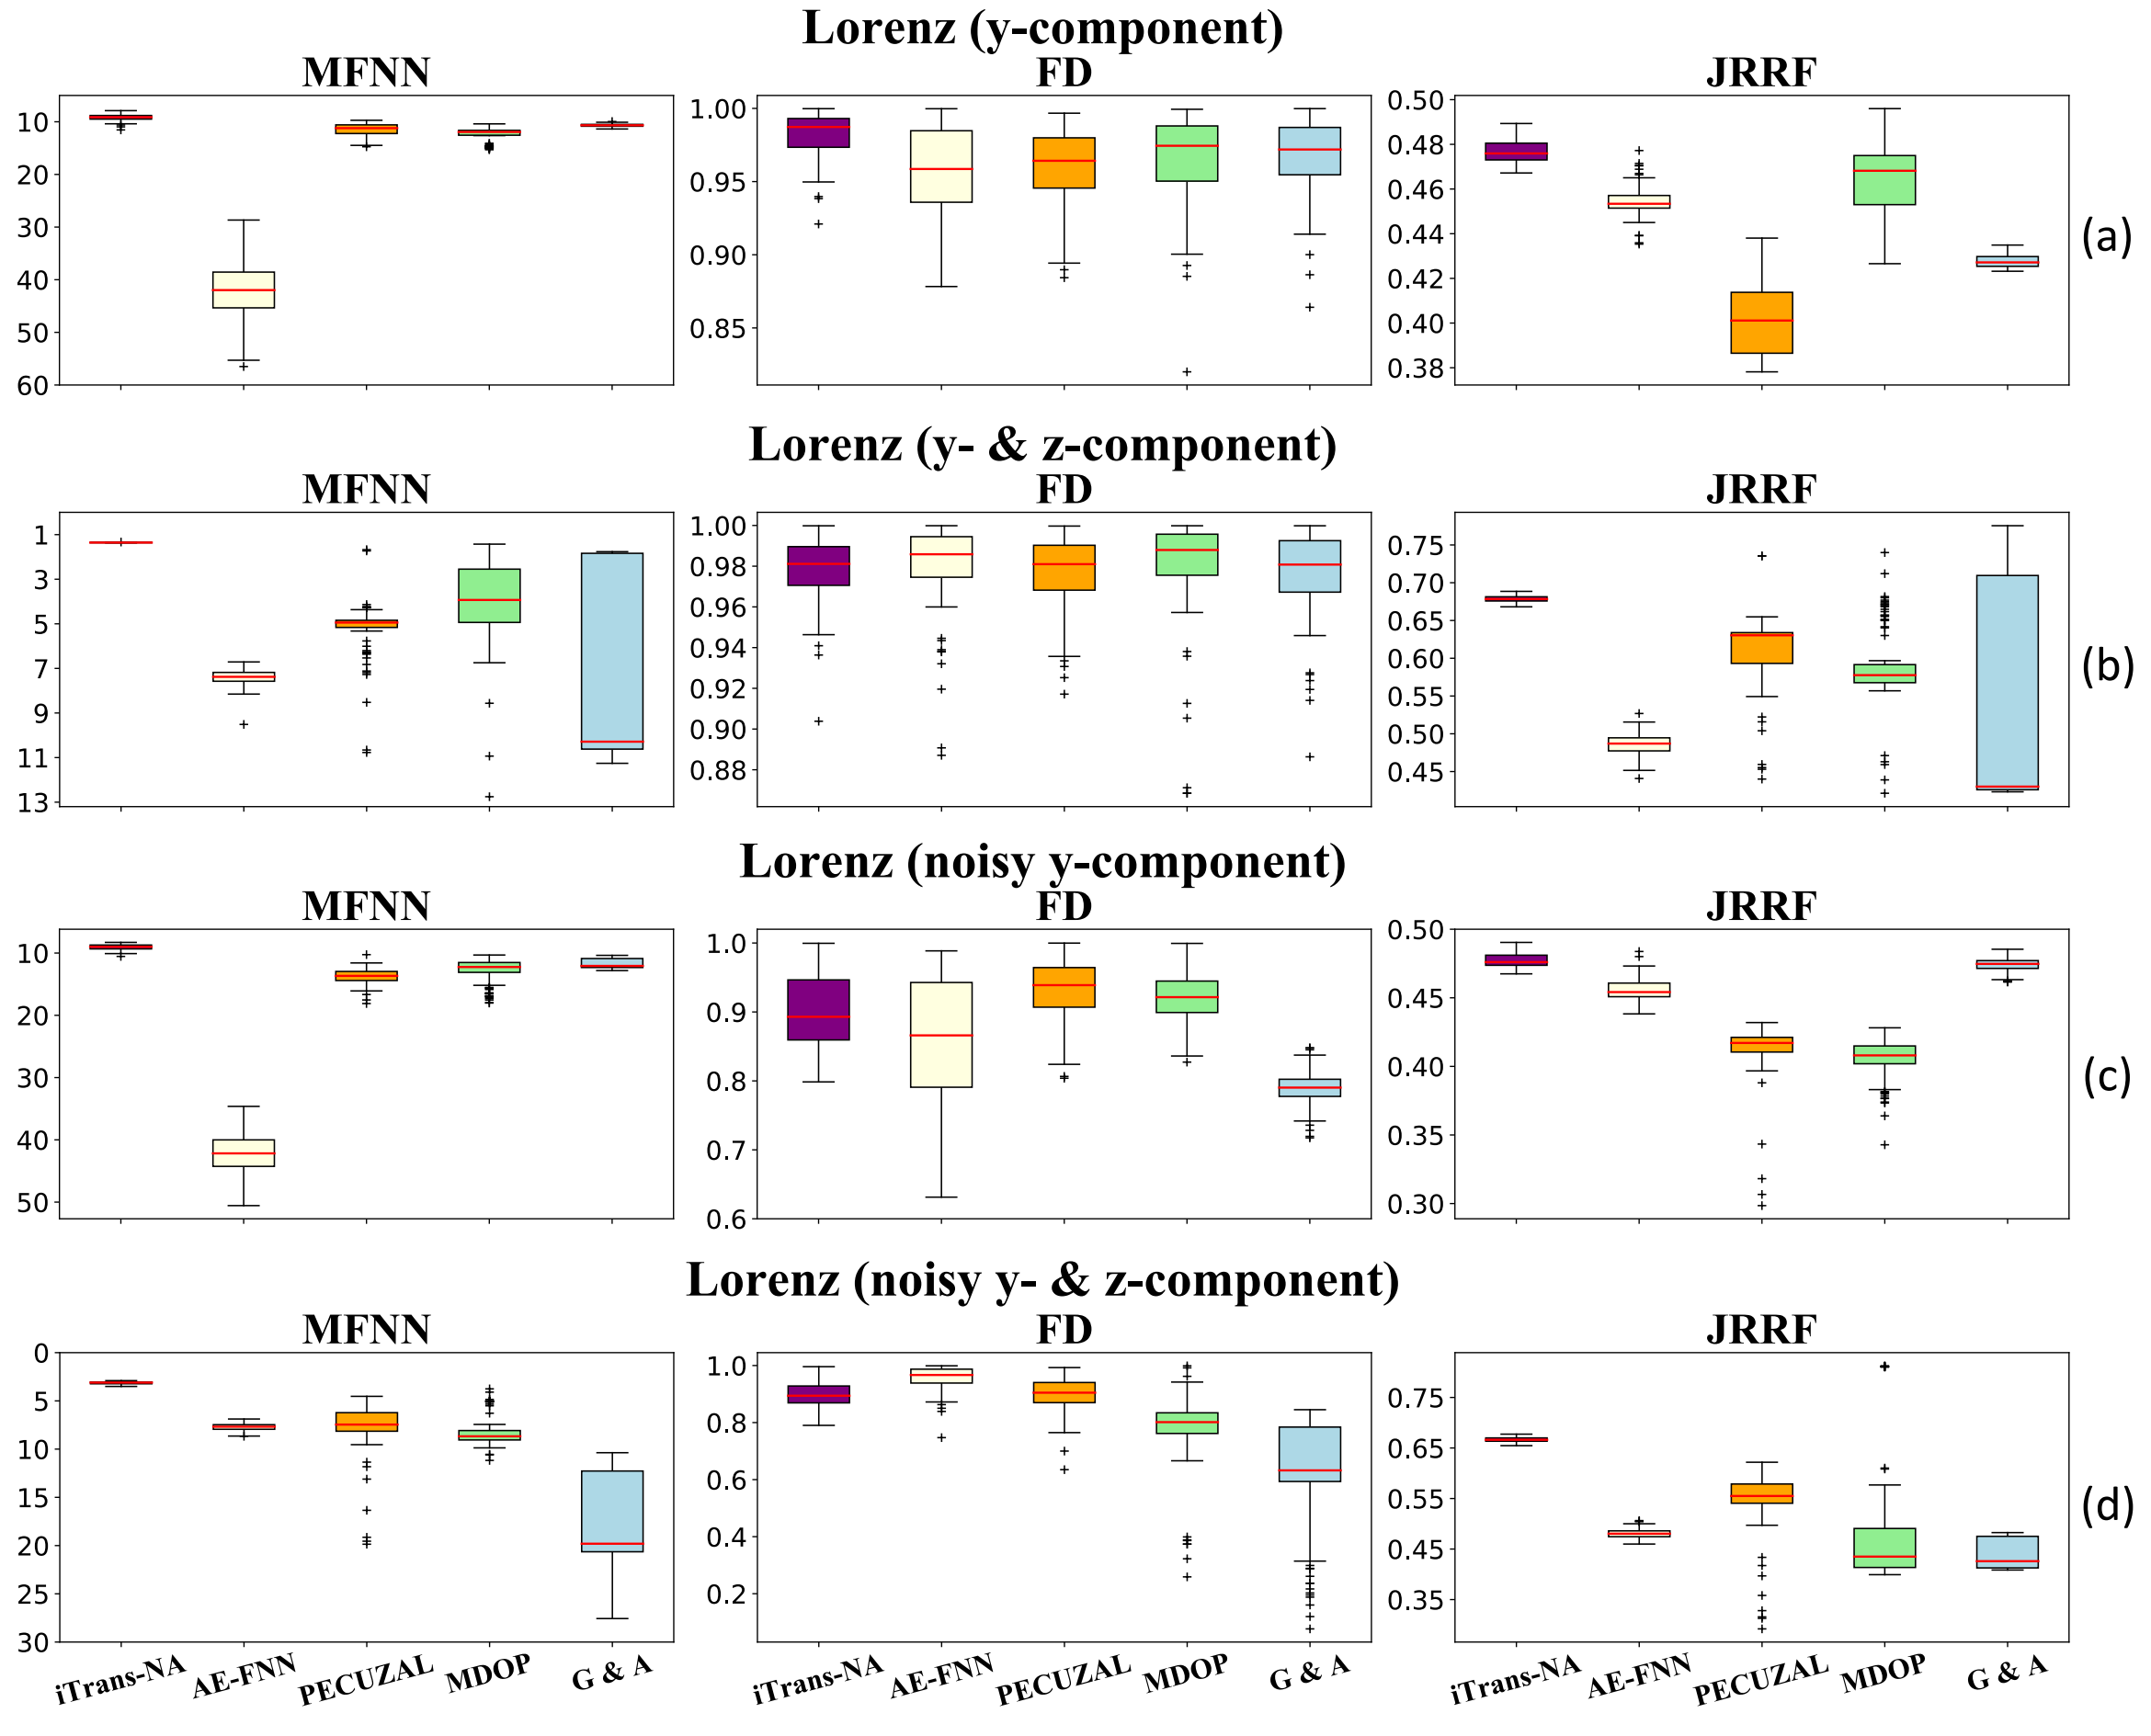 Lorenz (y-component)
MFNN FD JRRF
10 20 30 40 50 60
1.00 0.95 0.90 0.85
0.50 0.48 0.46 0.44 0.42 0.40 0.38
(a)
Lorenz (y- & z-component)
MFNN FD JRRF
1 3 5 7 9 11 13
1.00 0.98 0.96 0.94 0.92 0.90 0.88
0.75 0.70 0.65 0.60 0.55 0.50 0.45
(b)
Lorenz (noisy y-component)
MFNN FD JRRF
10 20 30 40 50
1.0 0.9 0.8 0.7 0.6
0.50 0.45 0.40 0.35 0.30
(c)
Lorenz (noisy y- & z-component)
MFNN FD JRRF
0 5 10 15 20 25 30
1.0 0.8 0.6 0.4 0.2
0.75 0.65 0.55 0.45 0.35
(d)
iTrans-NA AE-FNN PECUZAL MDOP G & A
iTrans-NA AE-FNN PECUZAL MDOP G & A
iTrans-NA AE-FNN PECUZAL MDOP G & A